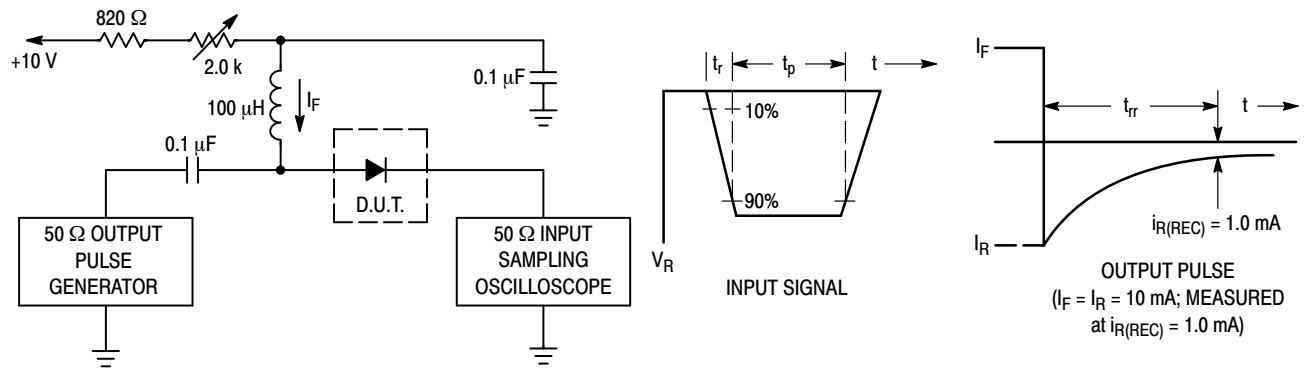 820 Ω
+10 V
2.0 k
100 μH
I_F
0.1 μF
0.1 μF
D.U.T.
50 Ω OUTPUT
PULSE
GENERATOR
50 Ω INPUT
SAMPLING
OSCILLOSCOPE
t_r
t_p
t
10%
90%
V_R
INPUT SIGNAL
I_F
t_rr
t
I_R
i_R(REC) = 1.0 mA
OUTPUT PULSE
(I_F = I_R = 10 mA; MEASURED
at i_R(REC) = 1.0 mA)